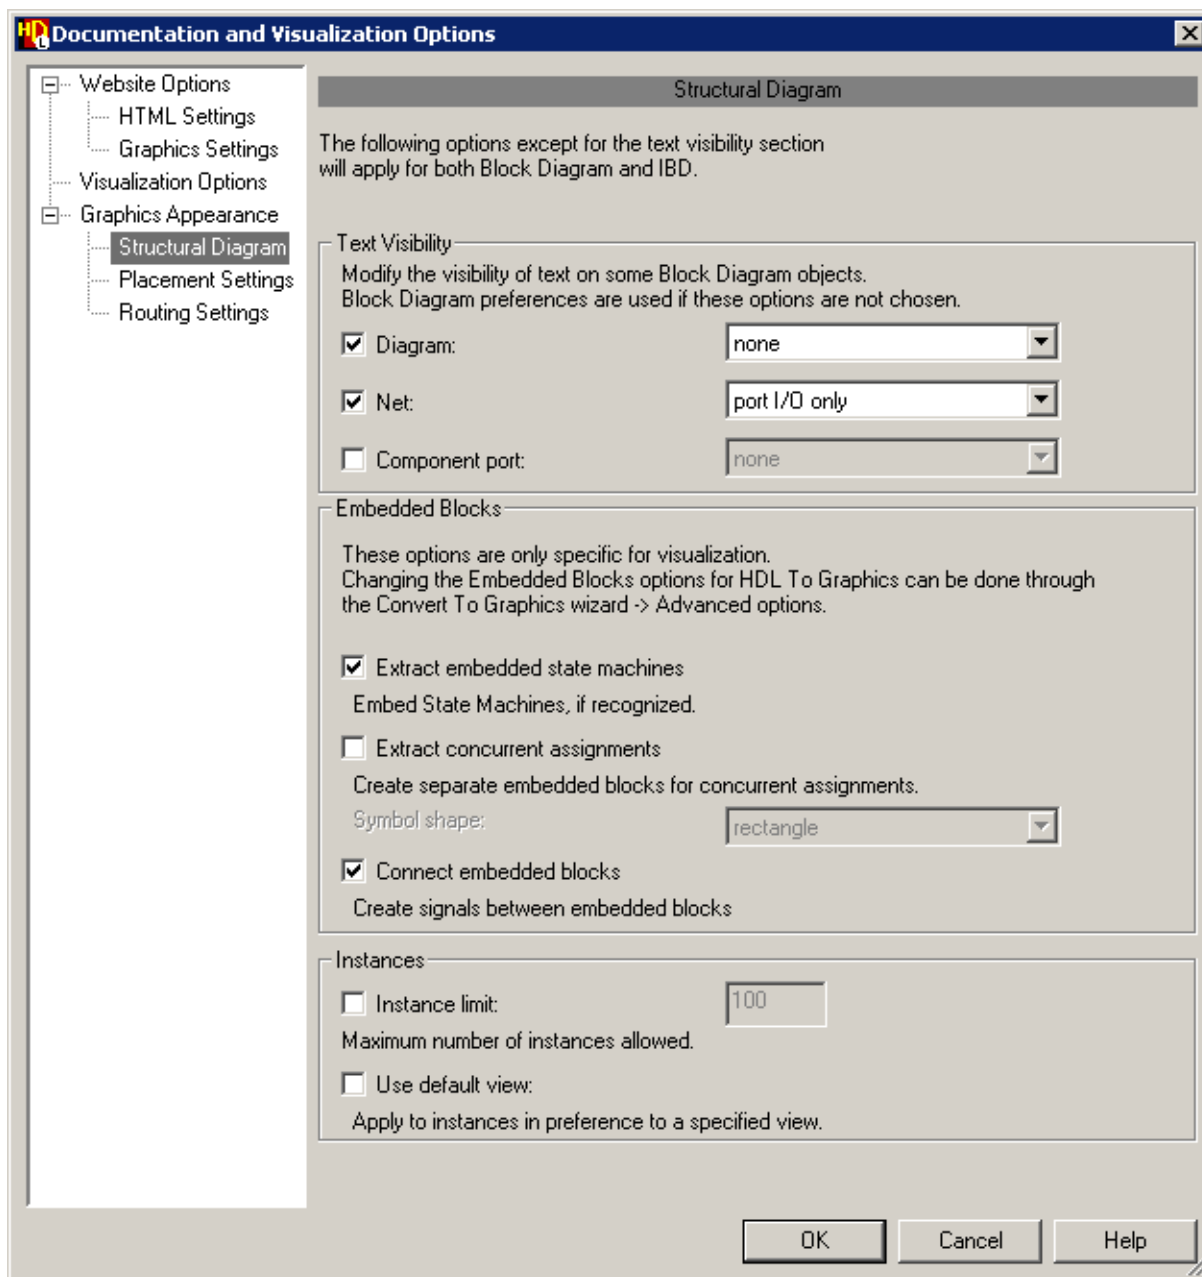 HDL Documentation and Visualization Options
Website Options
HTML Settings
Graphics Settings
Visualization Options
Graphics Appearance
Structural Diagram
Placement Settings
Routing Settings
Structural Diagram
The following options except for the text visibility section
will apply for both Block Diagram and IBD.
Text Visibility
Modify the visibility of text on some Block Diagram objects.
Block Diagram preferences are used if these options are not chosen.
Diagram: none
Net: port I/O only
Component port: none
Embedded Blocks
These options are only specific for visualization.
Changing the Embedded Blocks options for HDL To Graphics can be done through
the Convert To Graphics wizard -> Advanced options.
Extract embedded state machines
Embed State Machines, if recognized.
Extract concurrent assignments
Create separate embedded blocks for concurrent assignments.
Symbol shape: rectangle
Connect embedded blocks
Create signals between embedded blocks
Instances
Instance limit: 100
Maximum number of instances allowed.
Use default view:
Apply to instances in preference to a specified view.
OK Cancel Help